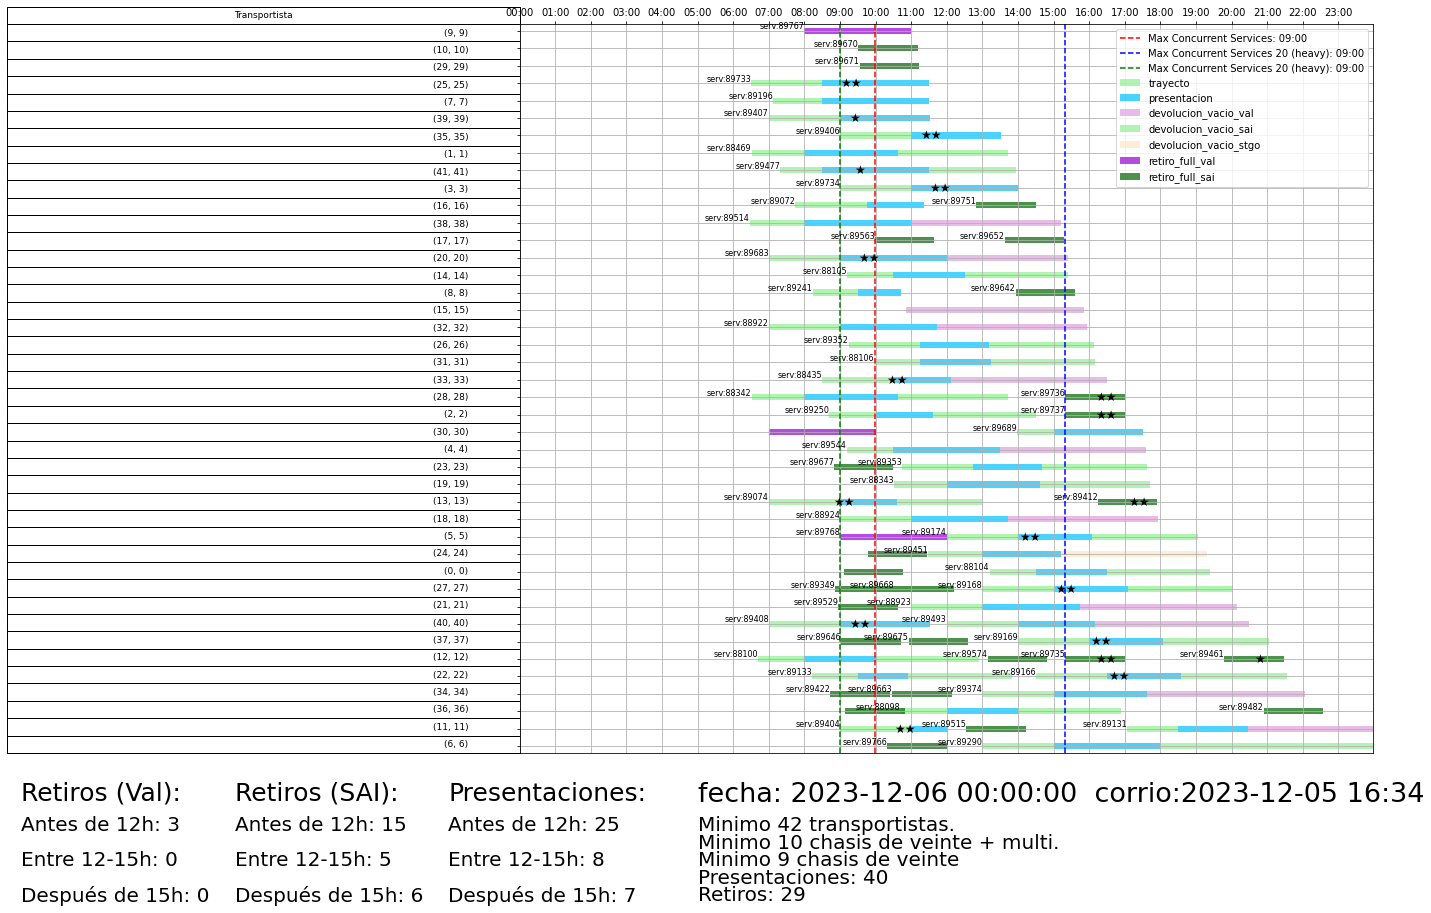 Transportista
00:00 01:00 02:00 03:00 04:00 05:00 06:00 07:00 08:00 09:00 10:00 11:00 12:00 13:00 14:00 15:00 16:00 17:00 18:00 19:00 20:00 21:00 22:00 23:00
Max Concurrent Services: 09:00
Max Concurrent Services 20 (heavy): 09:00
Max Concurrent Services 20 (heavy): 09:00
trayecto
presentacion
devolucion_vacio_val
devolucion_vacio_sai
devolucion_vacio_stgo
retiro_full_val
retiro_full_sai
(9, 9) serv:89767
(10, 10) serv:89670
(29, 29) serv:89671
(25, 25) serv:89733
(7, 7) serv:89196
(39, 39) serv:89407
(35, 35) serv:89406
(1, 1) serv:88469
(41, 41) serv:89477
(3, 3) serv:89734
(16, 16) serv:89072 serv:89751
(38, 38) serv:89514
(17, 17) serv:89563 serv:89652
(20, 20) serv:89683
(14, 14) serv:88105
(8, 8) serv:89241 serv:89642
(15, 15)
(32, 32) serv:88922
(26, 26) serv:89352
(31, 31) serv:88106
(33, 33) serv:88435
(28, 28) serv:88342 serv:89736
(2, 2) serv:89250 serv:89737
(30, 30) serv:89689
(4, 4) serv:89544
(23, 23) serv:89677 serv:89353
(19, 19) serv:88343
(13, 13) serv:89074 serv:89412
(18, 18) serv:88924
(5, 5) serv:89768 serv:89174
(24, 24) serv:89451
(0, 0) serv:88104
(27, 27) serv:89349 serv:89668 serv:89168
(21, 21) serv:89529 serv:88923
(40, 40) serv:89408 serv:89493
(37, 37) serv:89646 serv:89675 serv:89169
(12, 12) serv:88100 serv:89574 serv:89735 serv:89461
(22, 22) serv:89133 serv:89166
(34, 34) serv:89422 serv:89663 serv:89374
(36, 36) serv:88098 serv:89482
(11, 11) serv:89404 serv:89515 serv:89131
(6, 6) serv:89766 serv:89290
Retiros (Val):
Antes de 12h: 3
Entre 12-15h: 0
Después de 15h: 0
Retiros (SAI):
Antes de 12h: 15
Entre 12-15h: 5
Después de 15h: 6
Presentaciones:
Antes de 12h: 25
Entre 12-15h: 8
Después de 15h: 7
fecha: 2023-12-06 00:00:00 corrio:2023-12-05 16:34
Minimo 42 transportistas.
Minimo 10 chasis de veinte + multi.
Minimo 9 chasis de veinte
Presentaciones: 40
Retiros: 29